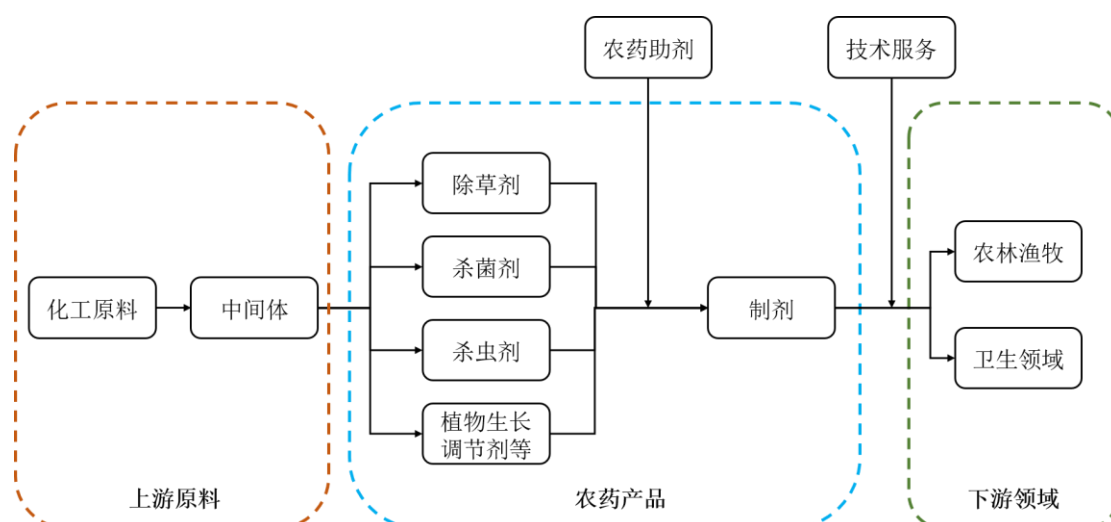 农药助剂
技术服务
除草剂
杀菌剂
农林渔牧
化工原料
中间体
制剂
杀虫剂
卫生领域
植物生长
调节剂等
上游原料
农药产品
下游领域